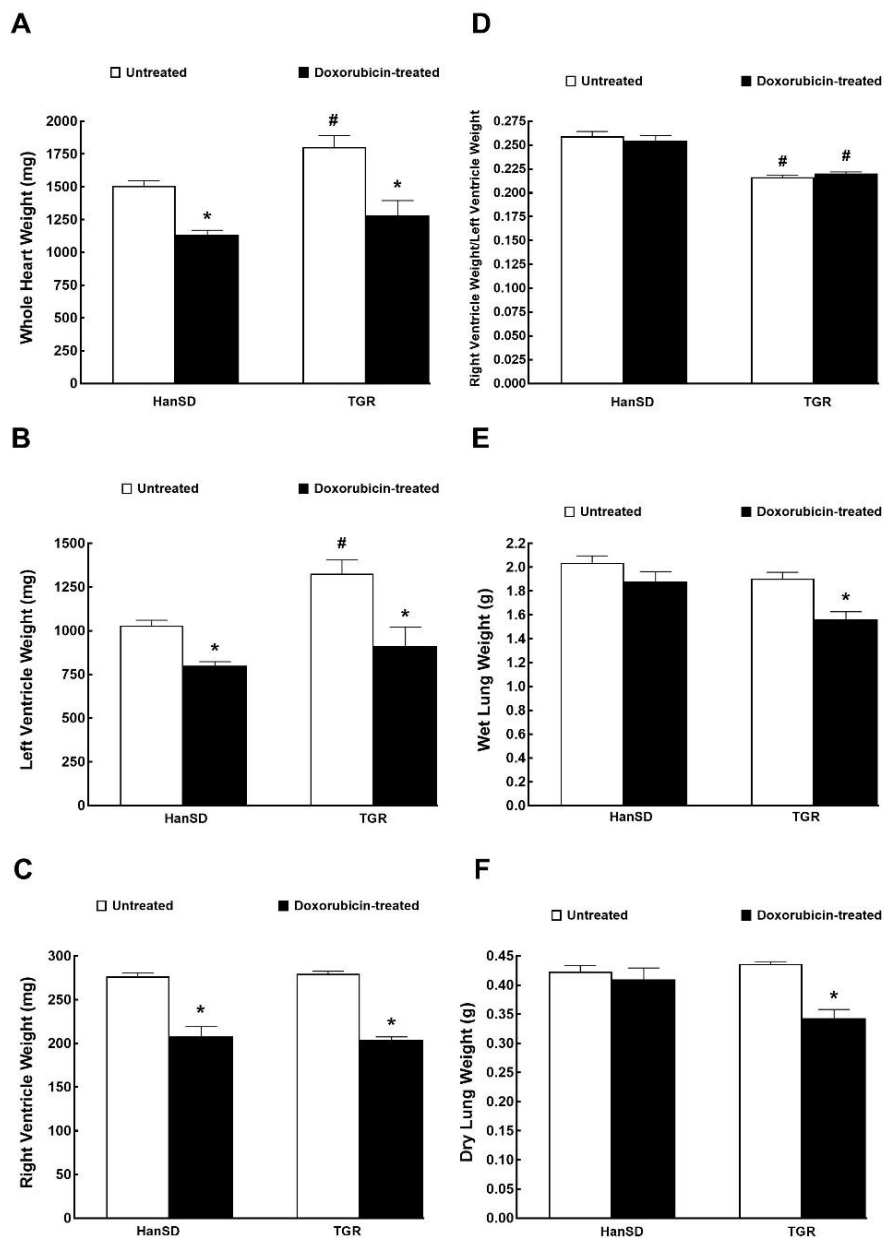 A
Untreated Doxorubicin-treated
Whole Heart Weight (mg)
2000
1750
1500
1250
1000
750
500
250
0
*
#
*
HanSD TGR
B
Untreated Doxorubicin-treated
Left Ventricle Weight (mg)
1500
1250
1000
750
500
250
0
*
#
*
HanSD TGR
C
Untreated Doxorubicin-treated
Right Ventricle Weight (mg)
300
250
200
150
100
50
0
*
*
HanSD TGR
D
Untreated Doxorubicin-treated
Right Ventricle Weight/Left Ventricle Weight
0.275
0.250
0.225
0.200
0.175
0.150
0.125
0.100
0.075
0.050
0.025
0.000
# #
HanSD TGR
E
Untreated Doxorubicin-treated
Wet Lung Weight (g)
2.2
2.0
1.8
1.6
1.4
1.2
1.0
0.8
0.6
0.4
0.2
0.0
*
HanSD TGR
F
Untreated Doxorubicin-treated
Dry Lung Weight (g)
0.45
0.40
0.35
0.30
0.25
0.20
0.15
0.10
0.05
0.00
*
HanSD TGR